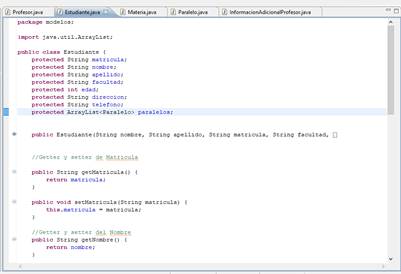 Profesor.java Estudiante.java Materia.java Paralelo.java InformacionAdicionalProfesor.java
package modelos;
import java.util.ArrayList;
public class Estudiante {
protected String matricula;
protected String nombre;
protected String apellido;
protected String facultad;
protected int edad;
protected String direccion;
protected String telefono;
protected ArrayList<Paralelo> paralelos;
public Estudiante(String nombre, String apellido, String matricula, String facultad,
//Getter y setter de Matricula
public String getMatricula() {
return matricula;
}
public void setMatricula(String matricula) {
this.matricula = matricula;
}
//Getter y setter del Nombre
public String getNombre() {
return nombre;
}